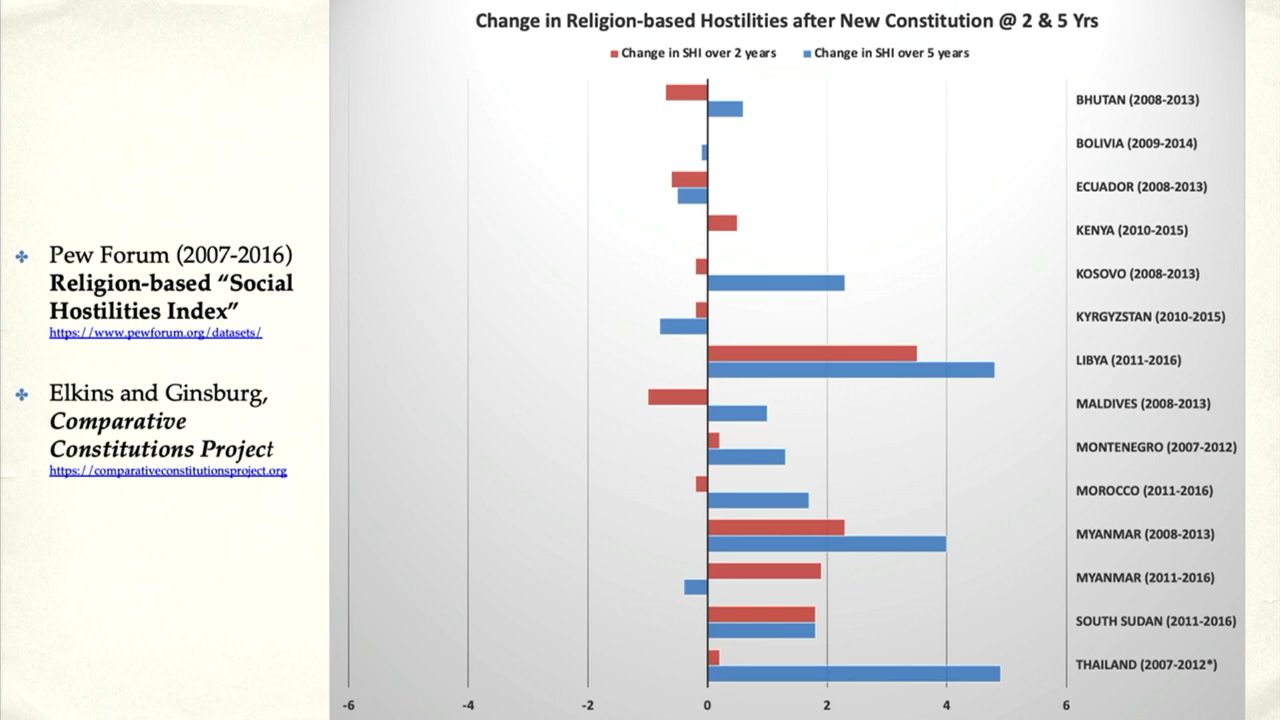 Change in Religion-based Hostilities after New Constitution @ 2 & 5 Yrs
Change in SHI over 2 years
Change in SHI over 5 years
BHUTAN (2008-2013)
BOLIVIA (2009-2014)
ECUADOR (2008-2013)
KENYA (2010-2015)
KOSOVO (2008-2013)
KYRGYZSTAN (2010-2015)
LIBYA (2011-2016)
MALDIVES (2008-2013)
MONTENEGRO (2007-2012)
MOROCCO (2011-2016)
MYANMAR (2008-2013)
MYANMAR (2011-2016)
SOUTH SUDAN (2011-2016)
THAILAND (2007-2012*)
-6 -4 -2 0 2 4 6
Pew Forum (2007-2016)
Religion-based “Social
Hostilities Index”
https://www.pewforum.org/datasets/
Elkins and Ginsburg,
Comparative
Constitutions Project
https://comparativeconstitutionsproject.org